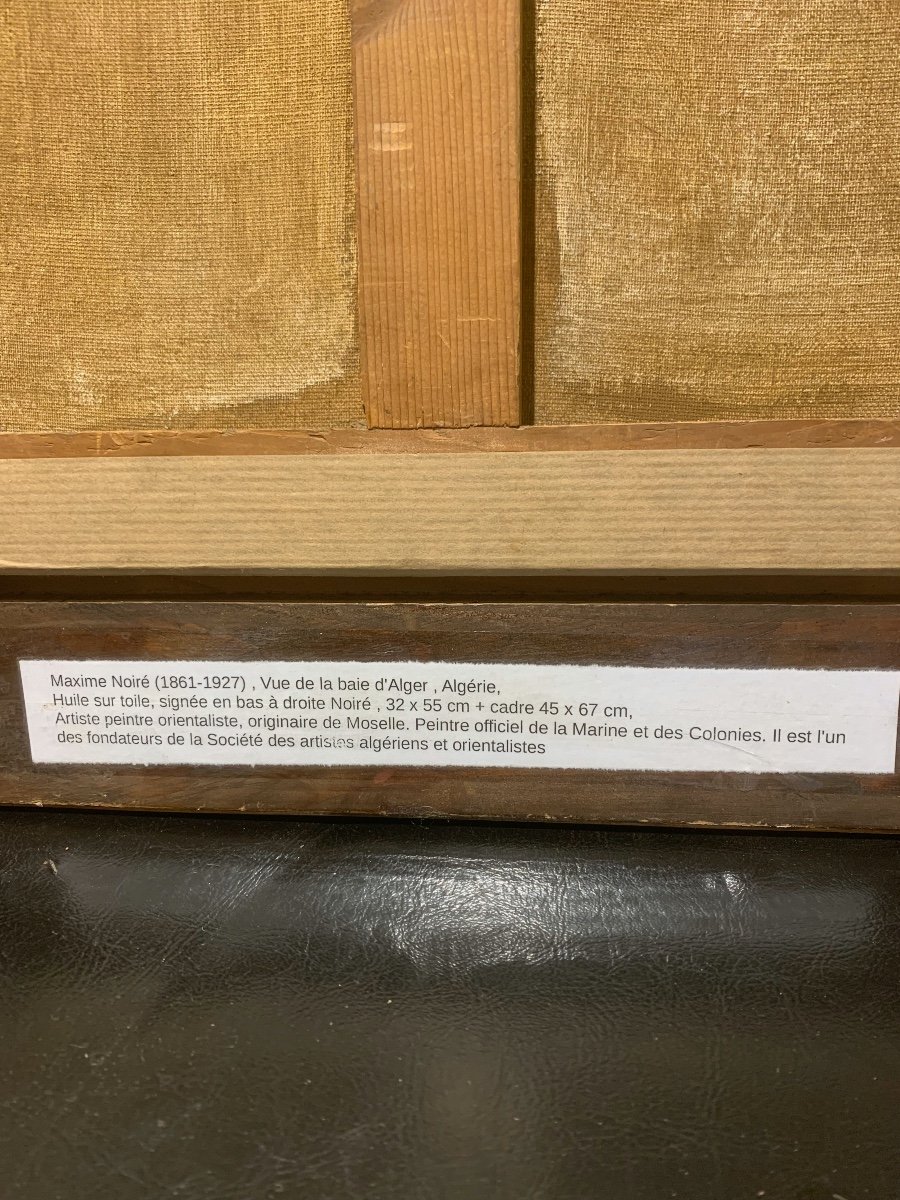 Maxime Noiré (1861-1927) , Vue de la baie d'Alger , Algérie,
Huile sur toile, signée en bas à droite Noiré , 32 x 55 cm + cadre 45 x 67 cm,
Artiste peintre orientaliste, originaire de Moselle. Peintre officiel de la Marine et des Colonies. Il est l'un
des fondateurs de la Société des artistes algériens et orientalistes